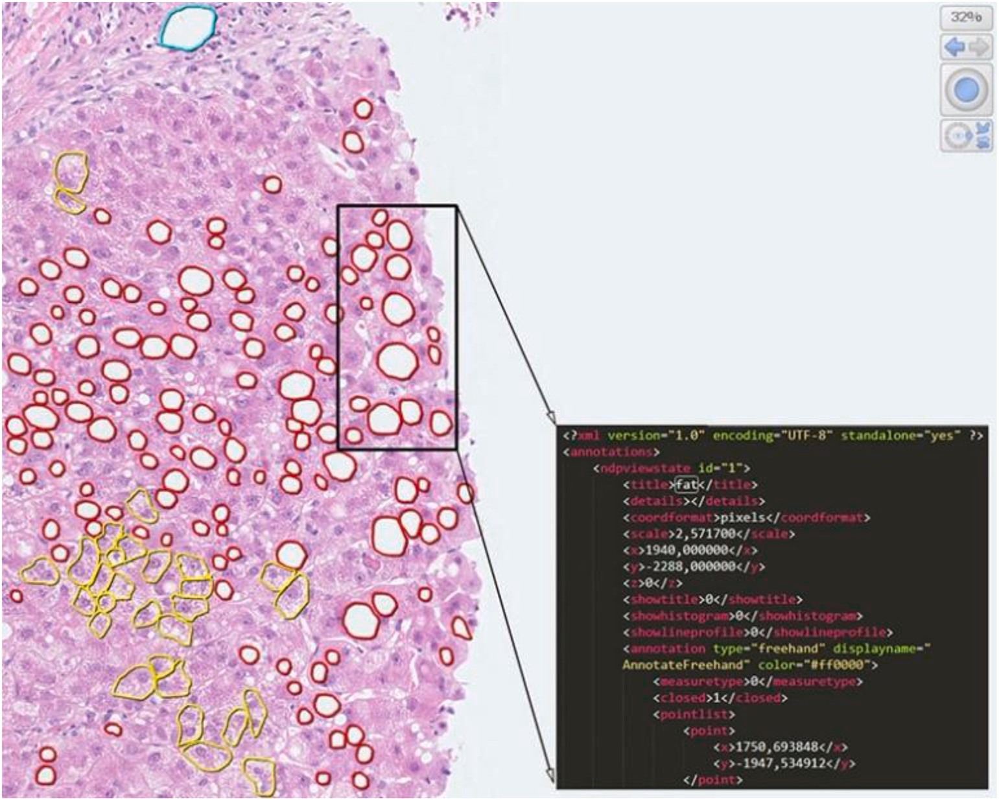 32%
<?xml version="1.0" encoding="UTF-8" standalone="yes" ?>
<annotations>
<ndpviewstate id="1">
<title>fat</title>
<details></details>
<coordformat>pixels</coordformat>
<scale>2,571700</scale>
<x>1940,000000</x>
<y>-2288,000000</y>
<z>0</z>
<showtitle>0</showtitle>
<showhistogram>0</showhistogram>
<showlineprofile>0</showlineprofile>
<annotation type="freehand" displayname="
AnnotateFreehand" color="#ff0000">
<measuretype>0</measuretype>
<closed>1</closed>
<pointlist>
<point>
<x>1750,693848</x>
<y>-1947,534912</y>
</point>